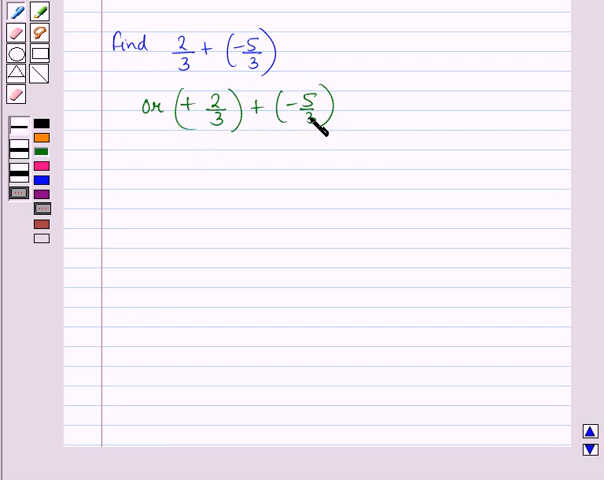 Find 2/3 + (-5/3)
or (+ 2/3) + (-5/3)